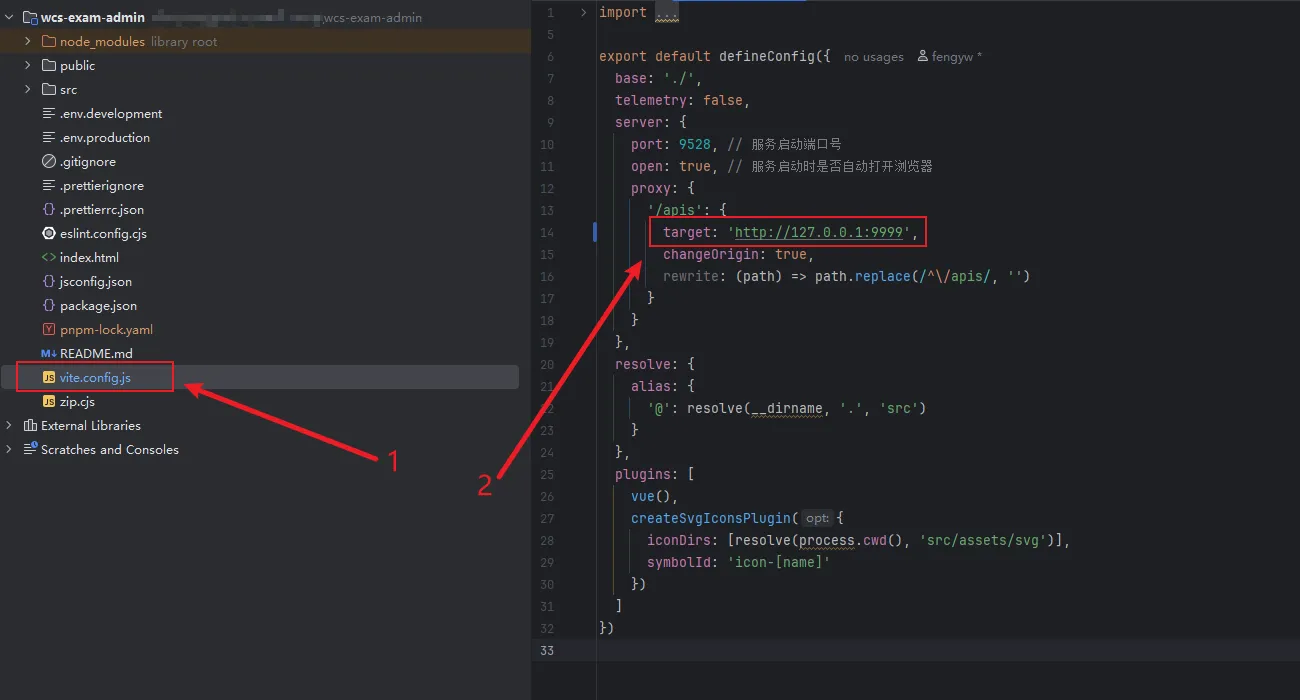 wcs-exam-admin wcs-exam-admin
node_modules library root
public
src
.env.development
.env.production
.gitignore
.prettierignore
{} .prettierrc.json
eslint.config.cjs
<> index.html
{} jsconfig.json
{} package.json
Y pnpm-lock.yaml
M↓ README.md
JS vite.config.js
JS zip.cjs
External Libraries
Scratches and Consoles
1
2
1 import ...
5
6 export default defineConfig({ no usages fengyw *
7 base: './',
8 telemetry: false,
9 server: {
10 port: 9528, // 服务启动端口号
11 open: true, // 服务启动时是否自动打开浏览器
12 proxy: {
13 '/apis': {
14 target: 'http://127.0.0.1:9999',
15 changeOrigin: true,
16 rewrite: (path) => path.replace(/^\/apis/, '')
17 }
18 }
19 },
20 resolve: {
21 alias: {
22 '@': resolve(__dirname, '.', 'src')
23 }
24 },
25 plugins: [
26 vue(),
27 createSvgIconsPlugin( opt: {
28 iconDirs: [resolve(process.cwd(), 'src/assets/svg')],
29 symbolId: 'icon-[name]'
30 })
31 ]
32 })
33